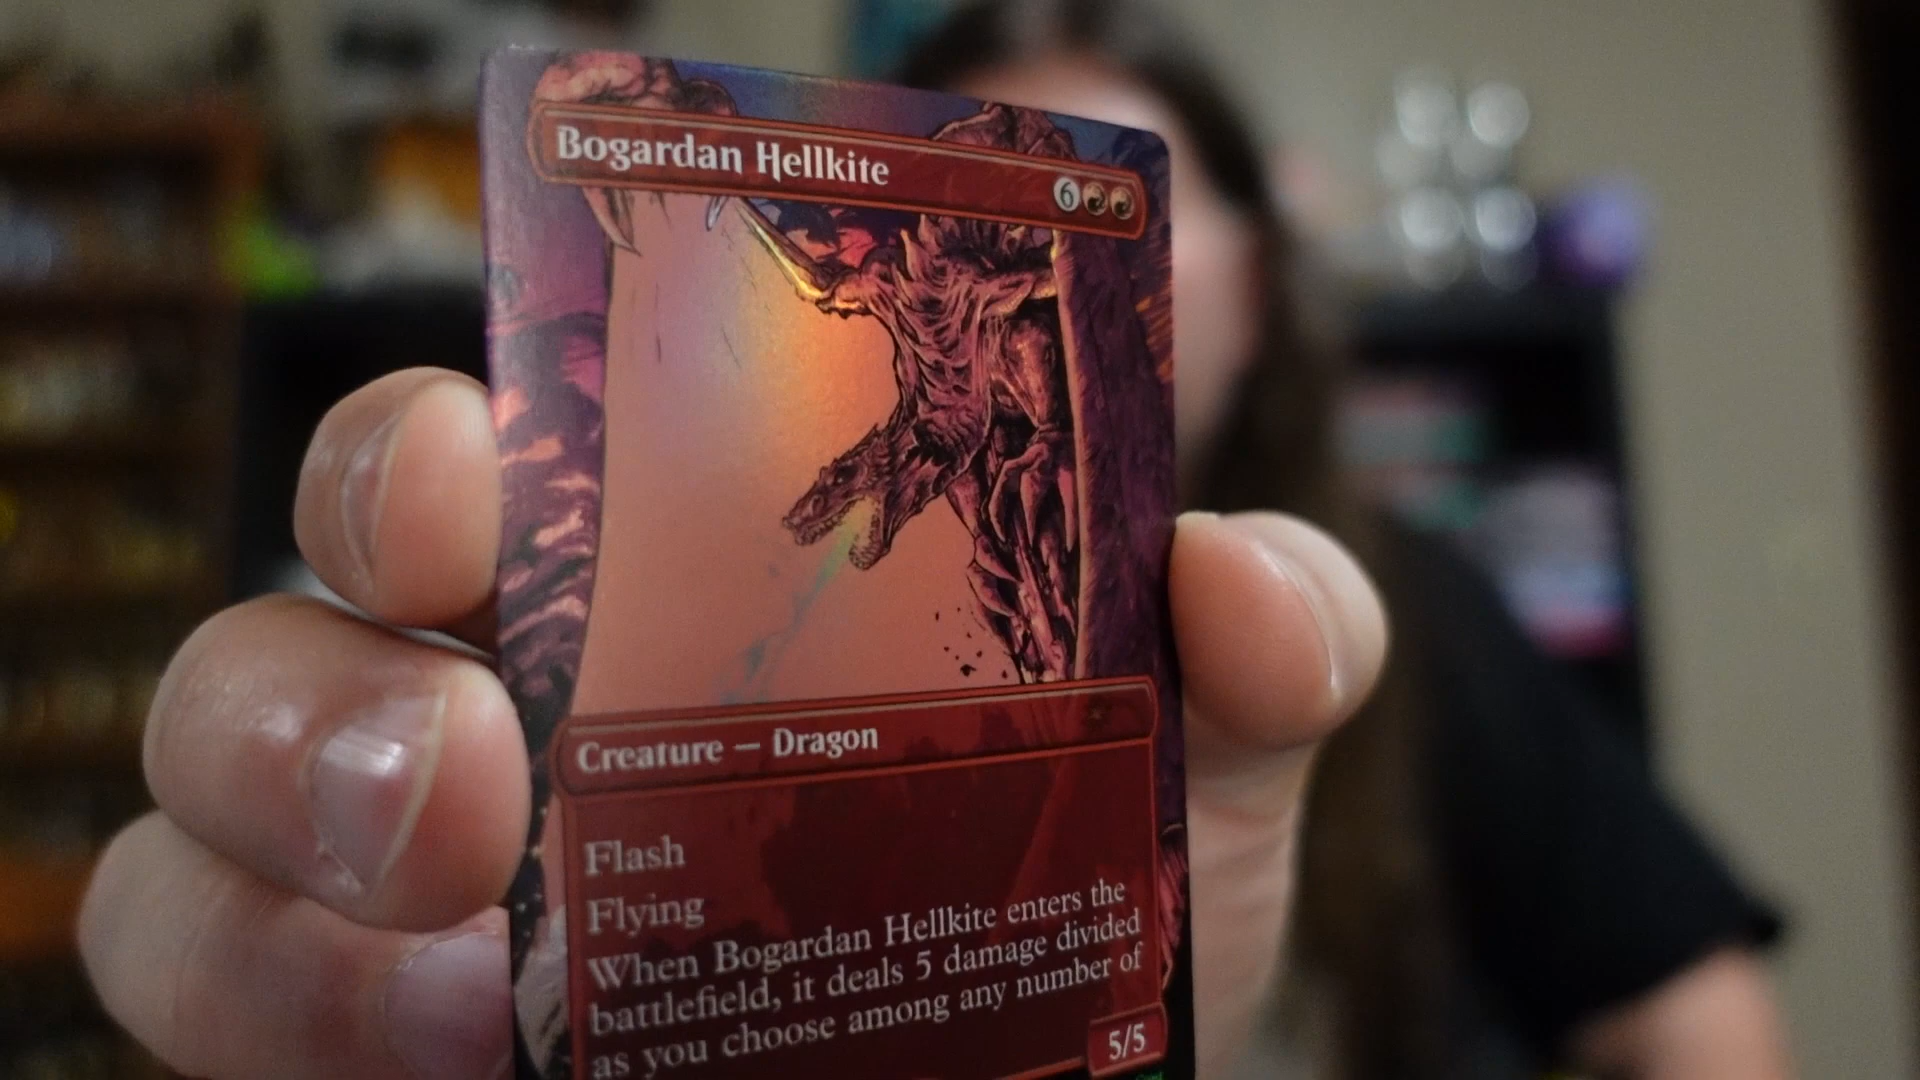 Bogardan Hellkite 6
Creature — Dragon
Flash
Flying
When Bogardan Hellkite enters the
battlefield, it deals 5 damage divided
as you choose among any number of
5/5